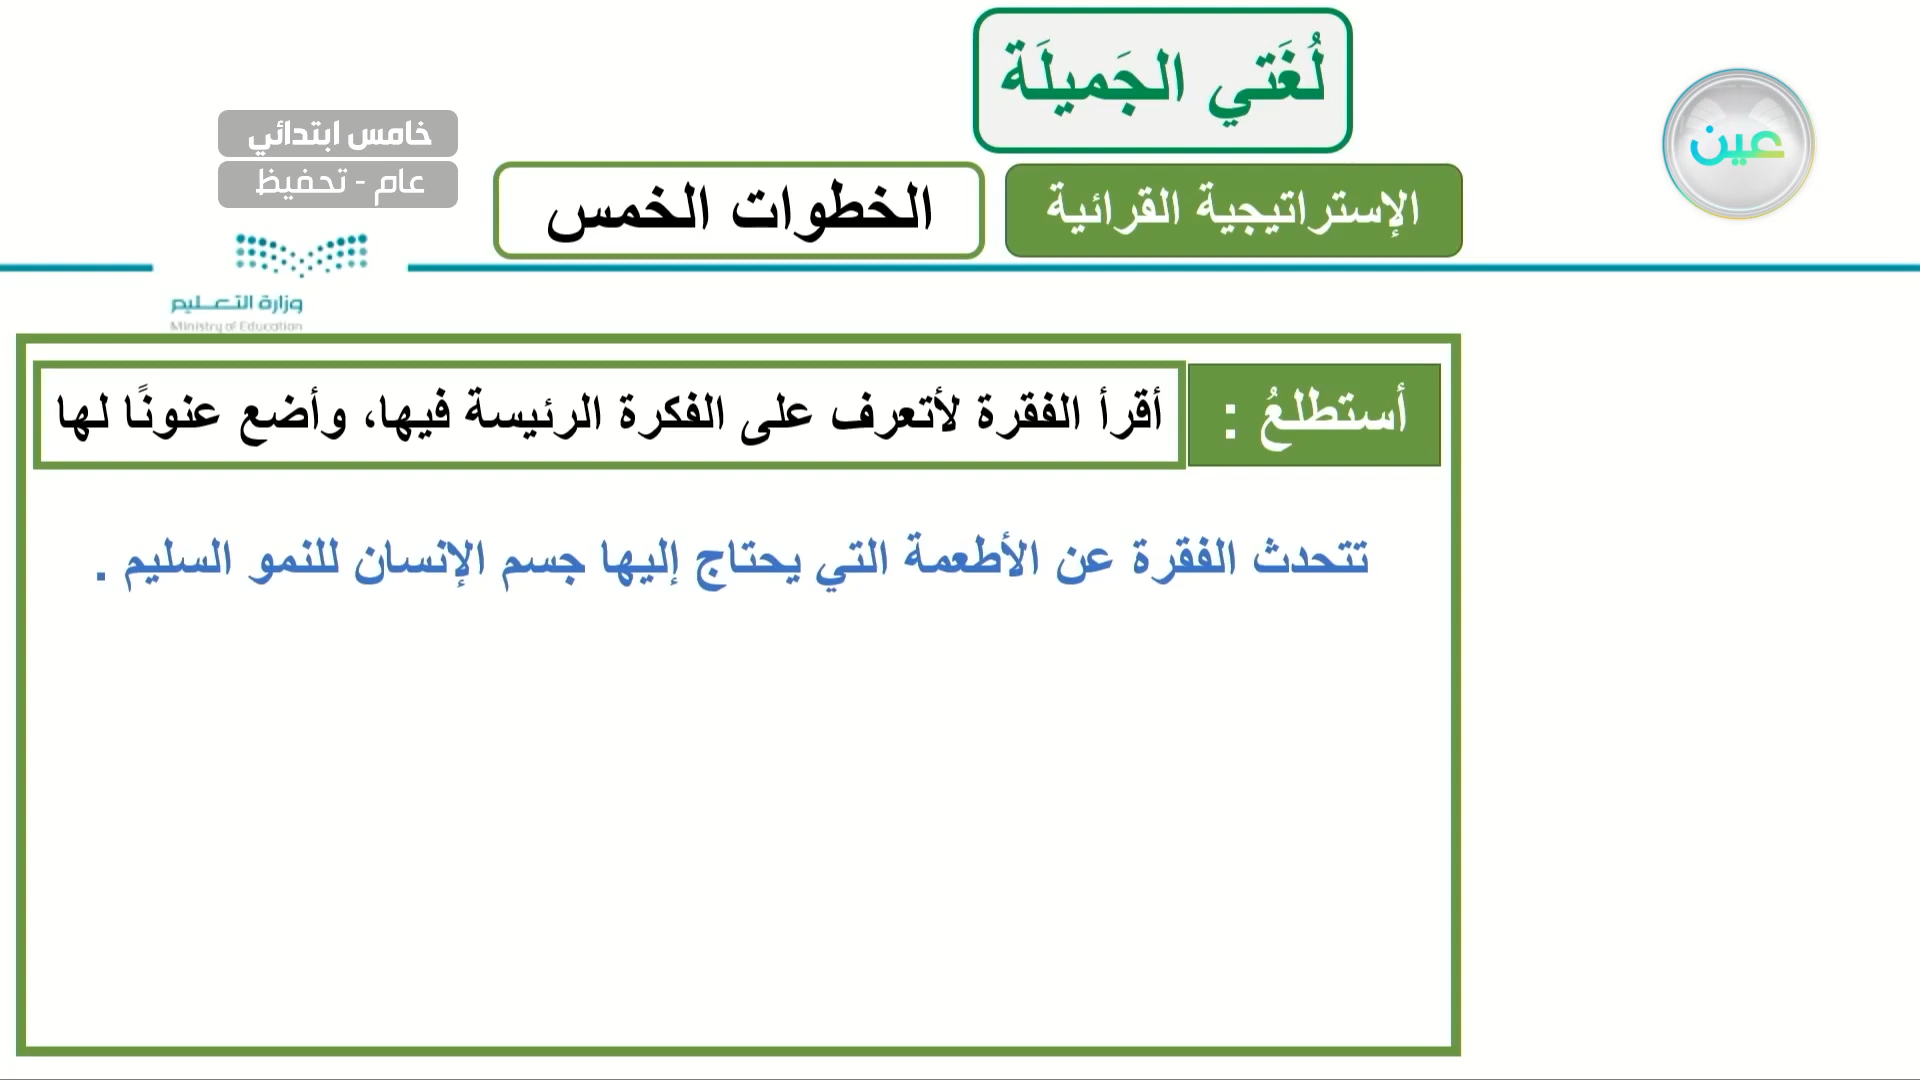 لُغَتي الجَميلَة
عين
خامس ابتدائي
عام - تحفيظ
الإستراتيجية القرائية
الخطوات الخمس
وزارة التعليم
Ministry of Education
أستطلعُ :
أقرأ الفقرة لأتعرف على الفكرة الرئيسة فيها، وأضع عنونًا لها
تتحدث الفقرة عن الأطعمة التي يحتاج إليها جسم الإنسان للنمو السليم .